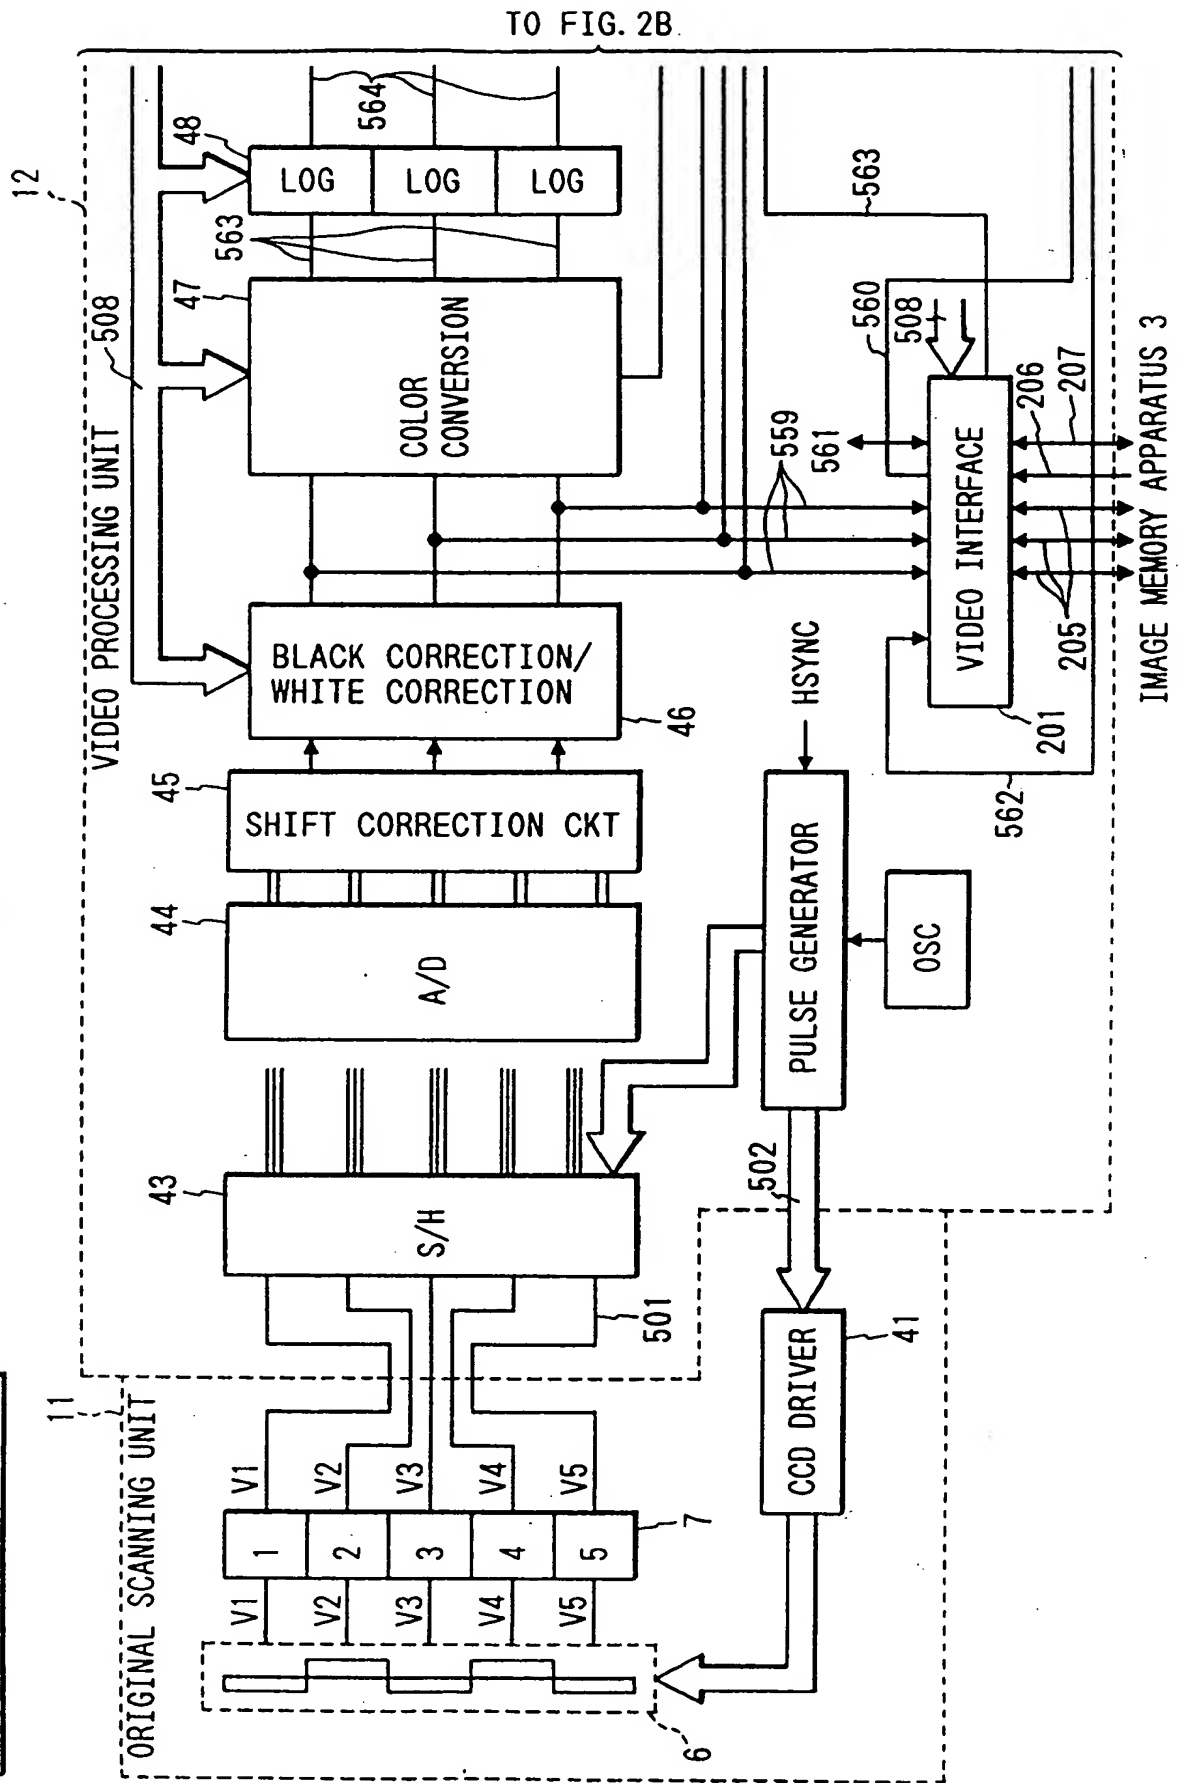 TO FIG. 2B
12
VIDEO PROCESSING UNIT
508
48
LOG
LOG
LOG
564
563
47
COLOR
CONVERSION
BLACK CORRECTION/
WHITE CORRECTION
46
45
SHIFT CORRECTION CKT
44
A/D
43
S/H
501
11
ORIGINAL SCANNING UNIT
V1
V2
V3
V4
V5
1
2
3
4
5
7
V1
V2
V3
V4
V5
6
CCD DRIVER
41
502
PULSE GENERATOR
HSYNC
OSC
563
560
508
561
559
VIDEO INTERFACE
201
562
205
206
207
IMAGE MEMORY APPARATUS 3